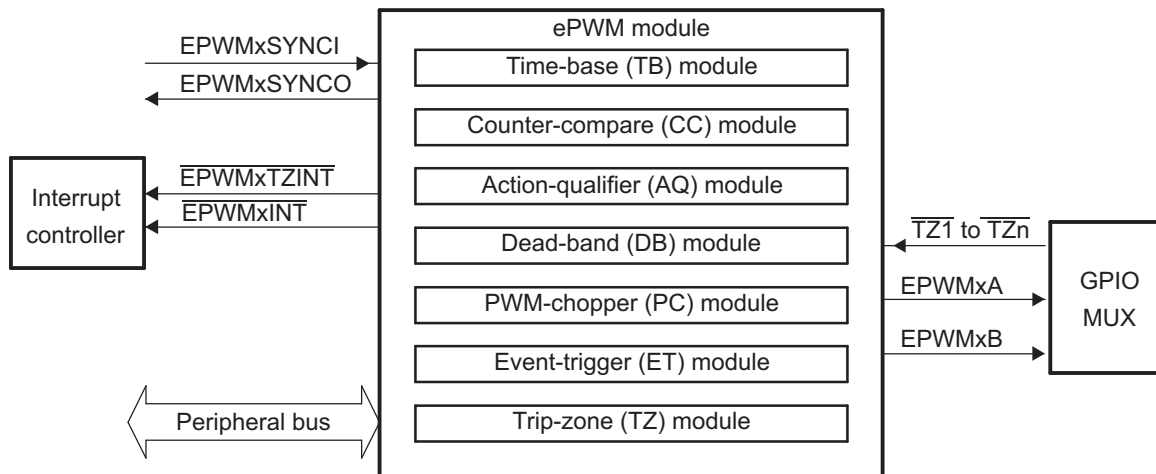 ePWM module
EPWMxSYNCI
Time-base (TB) module
EPWMxSYNCO
Counter-compare (CC) module
EPWMxTZINT
Action-qualifier (AQ) module
Interrupt
controller
EPWMxINT
TZ1 to TZn
Dead-band (DB) module
EPWMxA
GPIO
MUX
PWM-chopper (PC) module
EPWMxB
Event-trigger (ET) module
Peripheral bus
Trip-zone (TZ) module